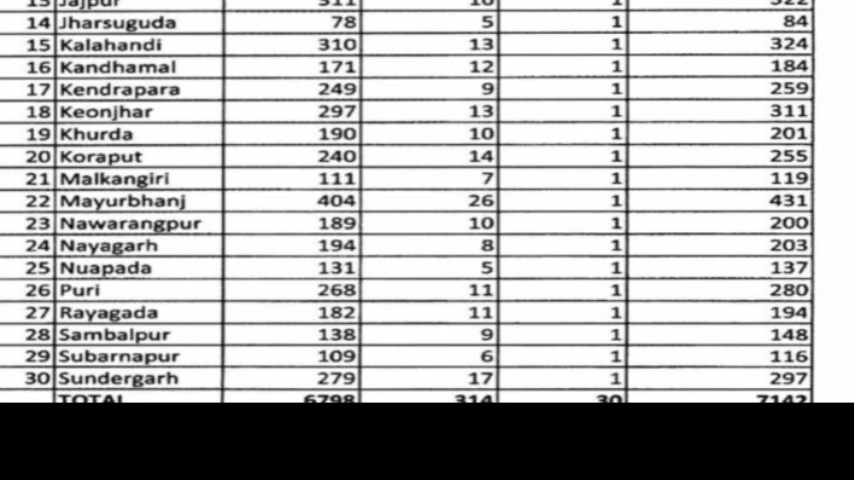 13 Jajpur 311 10 1 322
14 Jharsuguda 78 5 1 84
15 Kalahandi 310 13 1 324
16 Kandhamal 171 12 1 184
17 Kendrapara 249 9 1 259
18 Keonjhar 297 13 1 311
19 Khurda 190 10 1 201
20 Koraput 240 14 1 255
21 Malkangiri 111 7 1 119
22 Mayurbhanj 404 26 1 431
23 Nawarangpur 189 10 1 200
24 Nayagarh 194 8 1 203
25 Nuapada 131 5 1 137
26 Puri 268 11 1 280
27 Rayagada 182 11 1 194
28 Sambalpur 138 9 1 148
29 Subarnapur 109 6 1 116
30 Sundergarh 279 17 1 297
TOTAL 6798 314 30 7142